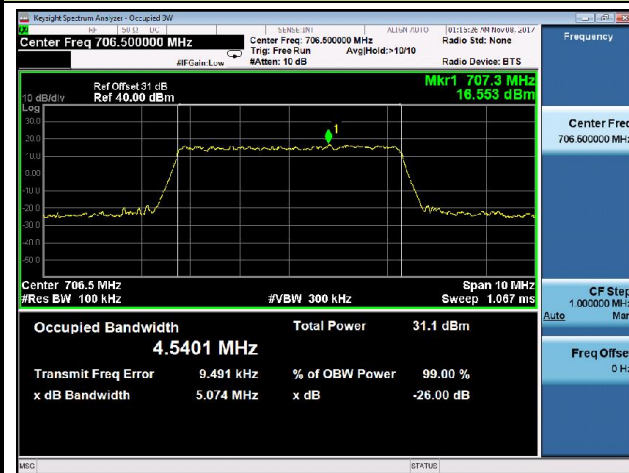 Keysight Spectrum Analyzer - Occupied BW
RF 50 Ω DC SENSE:INT ALIGN AUTO 01:15:26 AM Nov 08, 2017
Center Freq 706.500000 MHz
Center Freq: 706.500000 MHz
Radio Std: None
Trig: Free Run Avg|Hold:>10/10
#IFGain:Low #Atten: 10 dB Radio Device: BTS
Ref Offset 31 dB
10 dB/div Ref 40.00 dBm
Mkr1 707.3 MHz
16.553 dBm
Log
30.0
20.0
10.0
0.00
-10.0
-20.0
-30.0
-40.0
-50.0
1
Center 706.5 MHz Span 10 MHz
#Res BW 100 kHz #VBW 300 kHz Sweep 1.067 ms
Occupied Bandwidth Total Power 31.1 dBm
4.5401 MHz
Transmit Freq Error 9.491 kHz % of OBW Power 99.00 %
x dB Bandwidth 5.074 MHz x dB -26.00 dB
MSG STATUS
Frequency
Center Freq
706.500000 MHz
CF Step
1.000000 MHz
Auto Man
Freq Offset
0 Hz